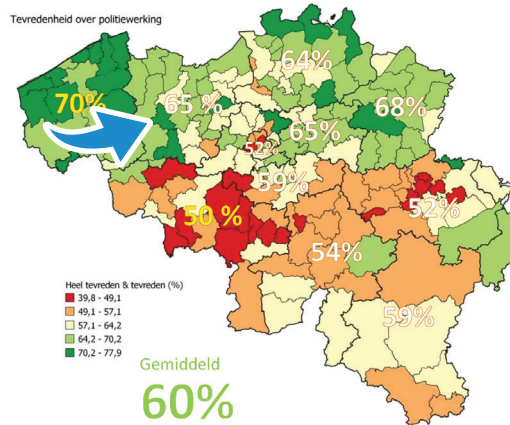 Tevredenheid over politiewerking
64%
70%
65 %
68%
65%
52%
59%
50 %
52%
54%
59%
Heel tevreden & tevreden (%)
39,8 - 49,1
49,1 - 57,1
57,1 - 64,2
64,2 - 70,2
70,2 - 77,9
Gemiddeld
60%